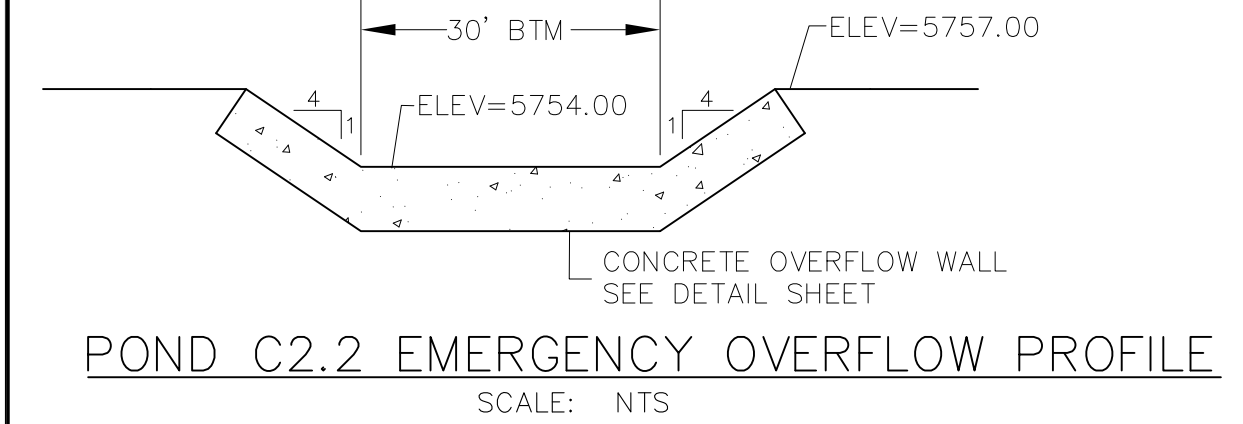 30' BTM
ELEV=5757.00
4
1
ELEV=5754.00
1
4
CONCRETE OVERFLOW WALL
SEE DETAIL SHEET
POND C2.2 EMERGENCY OVERFLOW PROFILE
SCALE: NTS